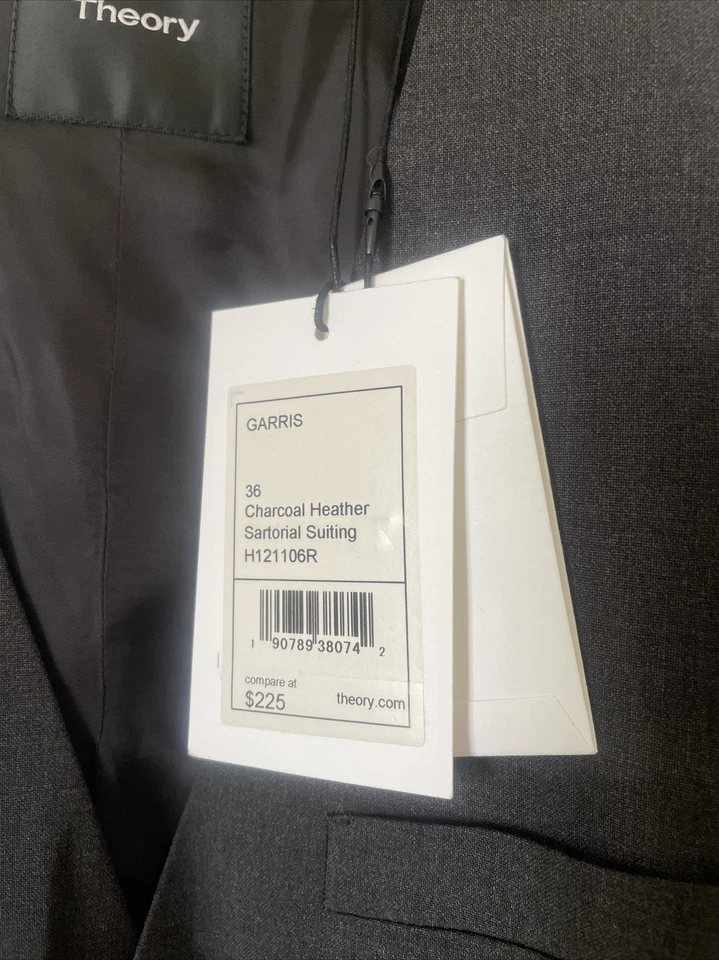 Theory
GARRIS
36
Charcoal Heather
Sartorial Suiting
H121106R
1 90789 38074 2
compare at
$225 theory.com